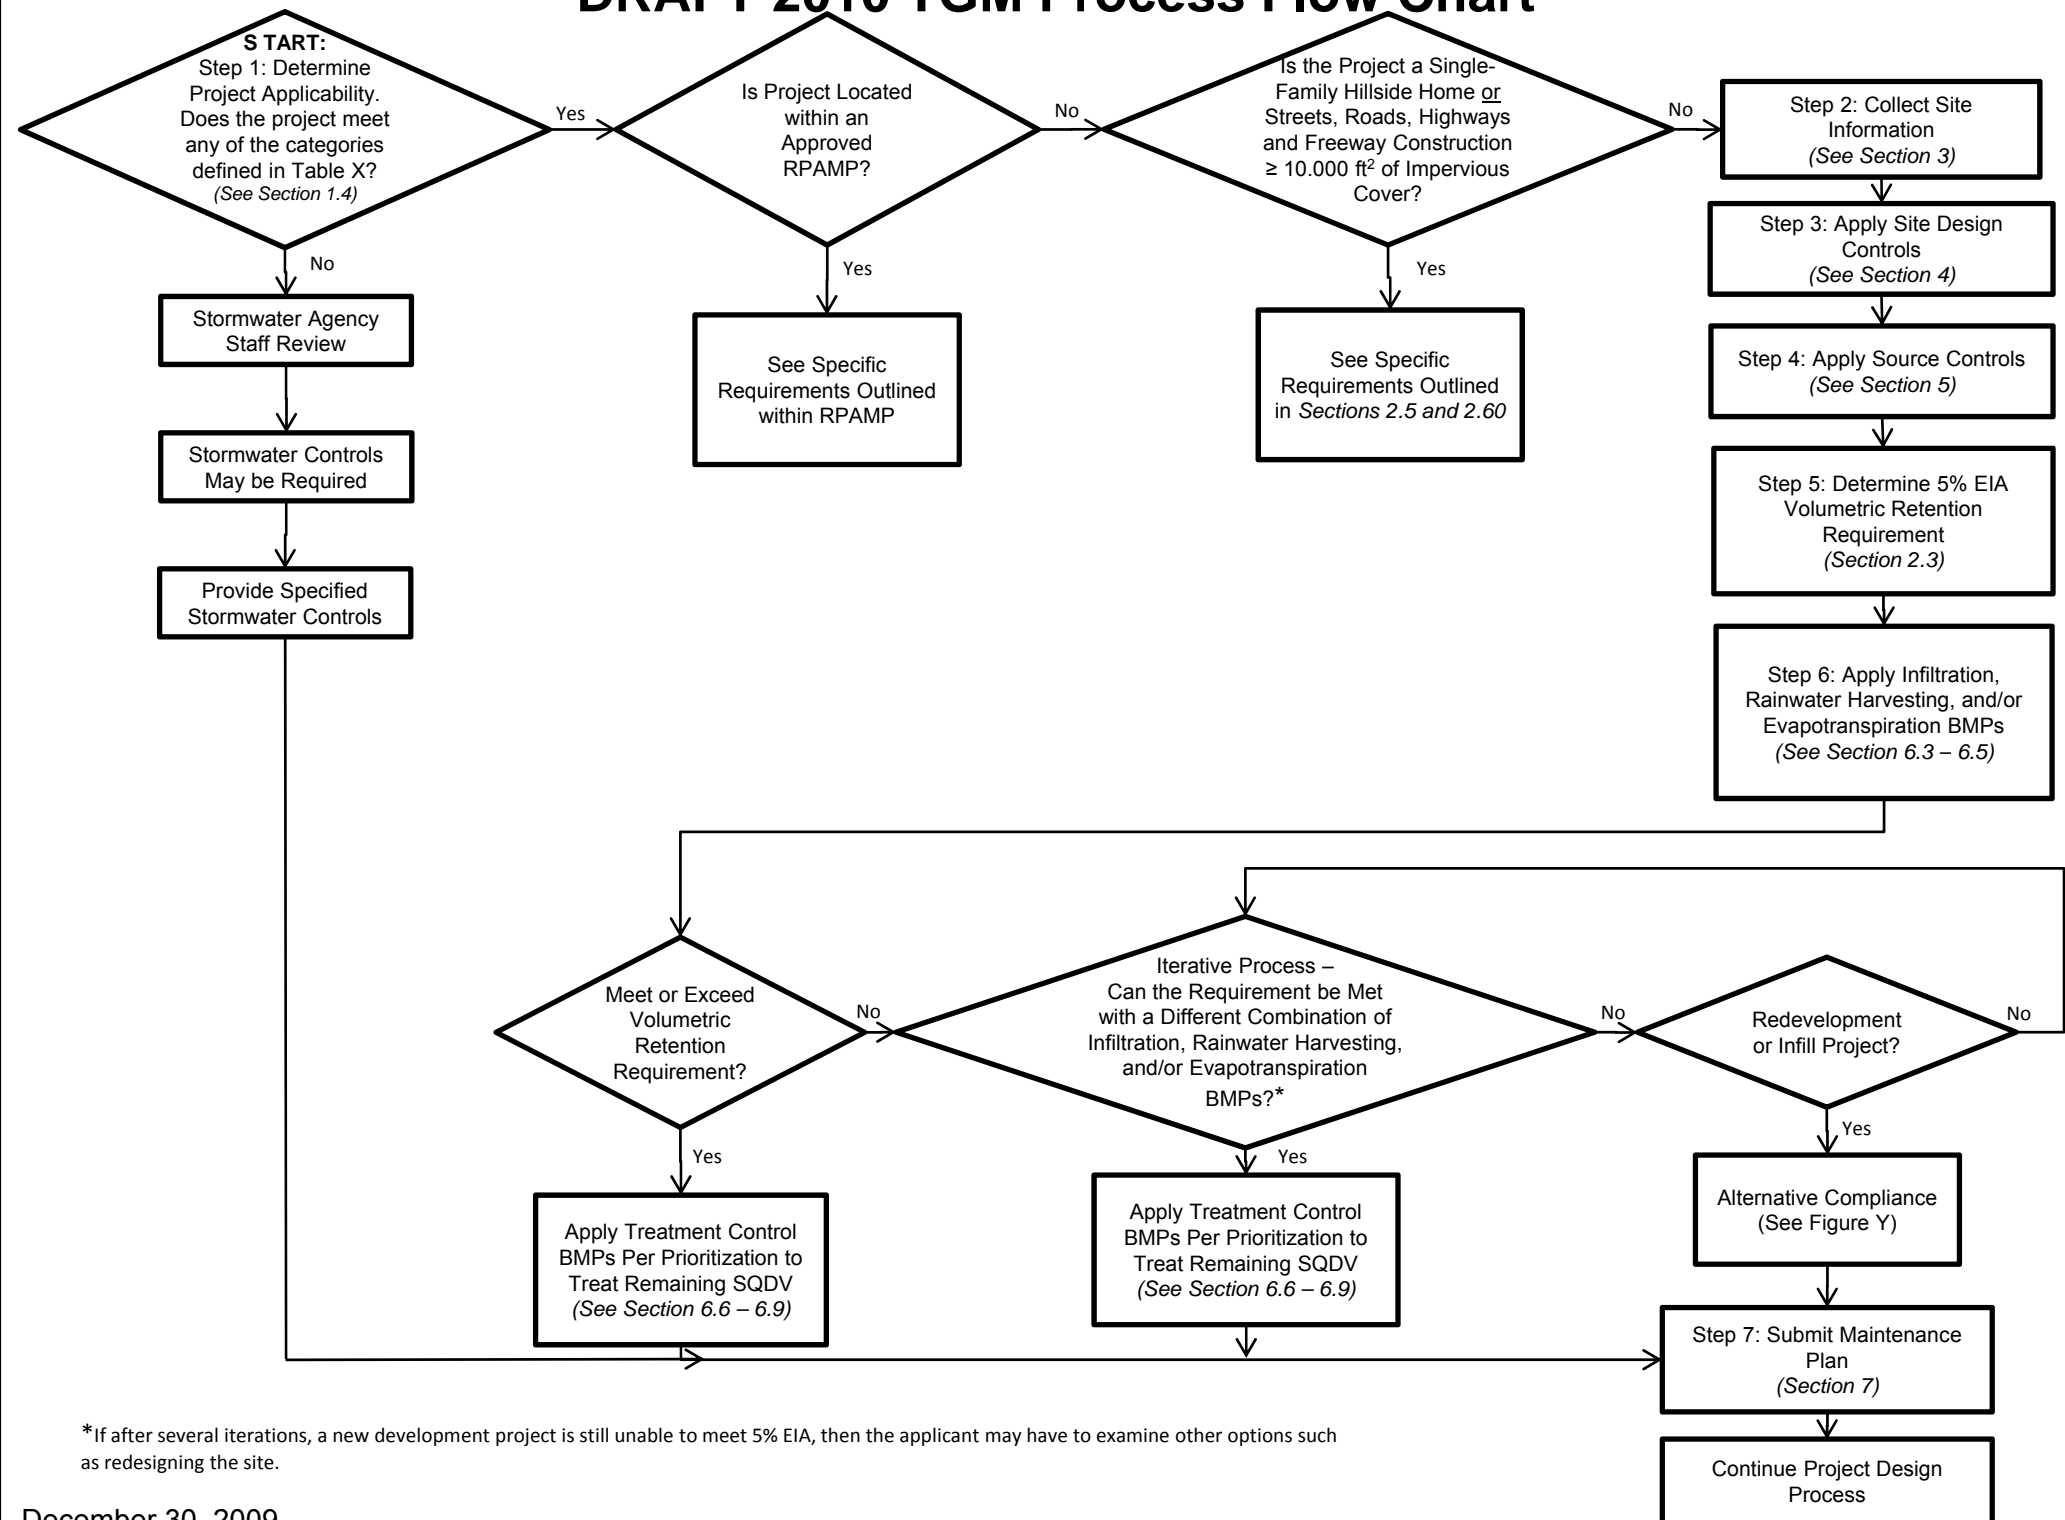 DRAFT 2010 TGM Process Flow Chart
S TART:
Step 1: Determine
Project Applicability.
Does the project meet
any of the categories
defined in Table X?
(See Section 1.4)
Yes
Is Project Located
within an
Approved
RPAMP?
No
Is the Project a Single-
Family Hillside Home or
Streets, Roads, Highways
and Freeway Construction
≥ 10.000 ft² of Impervious
Cover?
No
Step 2: Collect Site
Information
(See Section 3)
Step 3: Apply Site Design
Controls
(See Section 4)
Step 4: Apply Source Controls
(See Section 5)
Step 5: Determine 5% EIA
Volumetric Retention
Requirement
(Section 2.3)
Step 6: Apply Infiltration,
Rainwater Harvesting, and/or
Evapotranspiration BMPs
(See Section 6.3 – 6.5)
No
Stormwater Agency
Staff Review
Stormwater Controls
May be Required
Provide Specified
Stormwater Controls
Yes
See Specific
Requirements Outlined
within RPAMP
Yes
See Specific
Requirements Outlined
in Sections 2.5 and 2.60
Meet or Exceed
Volumetric
Retention
Requirement?
No
Iterative Process –
Can the Requirement be Met
with a Different Combination of
Infiltration, Rainwater Harvesting,
and/or Evapotranspiration
BMPs?*
No
Redevelopment
or Infill Project?
No
Yes
Apply Treatment Control
BMPs Per Prioritization to
Treat Remaining SQDV
(See Section 6.6 – 6.9)
Yes
Apply Treatment Control
BMPs Per Prioritization to
Treat Remaining SQDV
(See Section 6.6 – 6.9)
Yes
Alternative Compliance
(See Figure Y)
Step 7: Submit Maintenance
Plan
(Section 7)
Continue Project Design
Process
*If after several iterations, a new development project is still unable to meet 5% EIA, then the applicant may have to examine other options such
as redesigning the site.
December 30, 2009